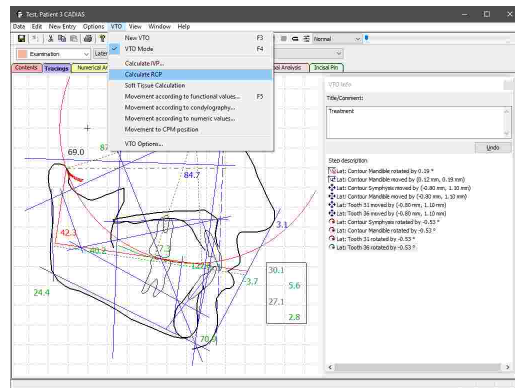 Test, Patient 3 CADIAS
Data Edit New Entry Options VTO View Window Help
New VTO F3
VTO Mode F4
Calculate IVP...
Calculate RCP
Soft Tissue Calculation
Movement according to functional values... F5
Movement according to condylography...
Movement according to numeric values...
Movement to CPM position
VTO Options...
Normal
Examination
Later
Contents Tracings Numerical Ar
al Analysis Incisal Pin
VTO Note
Title/Comment:
Treatment
Undo
Step description
Lat: Contour Mandible rotated by 0.19 °
Lat: Contour Mandible moved by (0.12 mm, 0.19 mm)
Lat: Contour Symphysis moved by (-0.80 mm, 1.10 mm)
Lat: Contour Mandible moved by (-0.80 mm, 1.10 mm)
Lat: Tooth 31 moved by (-0.80 mm, 1.10 mm)
Lat: Tooth 36 moved by (-0.80 mm, 1.10 mm)
Lat: Contour Symphysis rotated by -0.53 °
Lat: Contour Mandible rotated by -0.53 °
Lat: Tooth 31 rotated by -0.53 °
Lat: Tooth 36 rotated by -0.53 °
69.0
87
84.7
3.1
42.3
40.2
-3.7
30.1
5.6
27.1
2.8
24.4